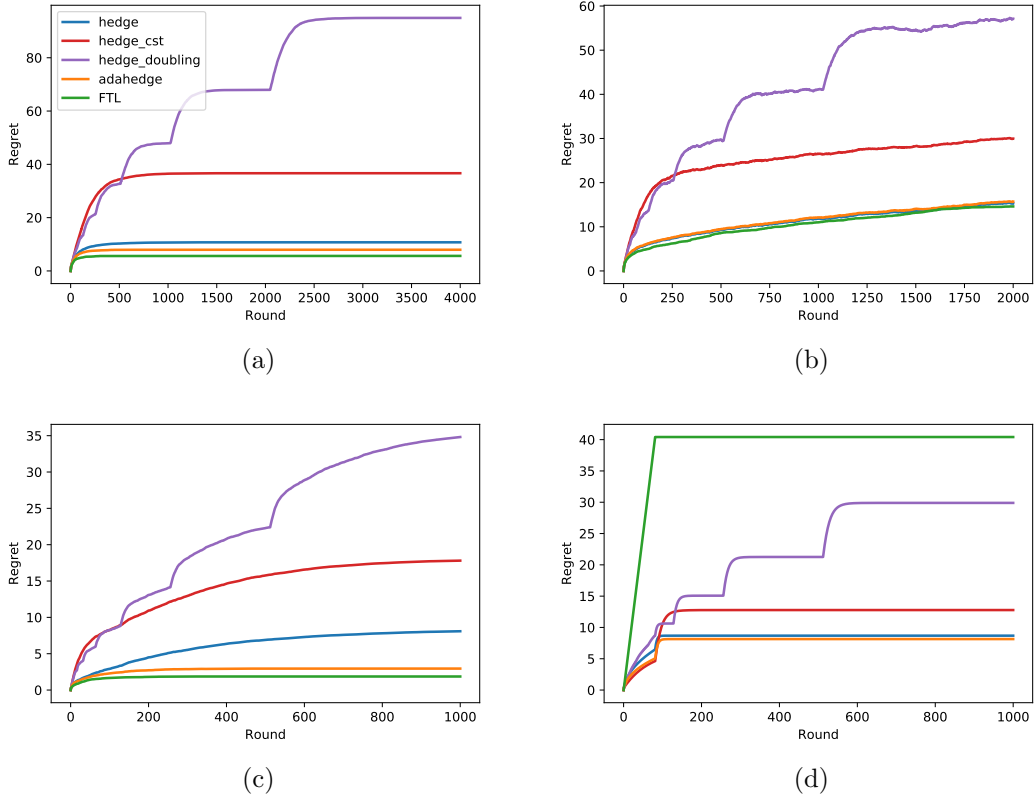 hedge
hedge_cst
hedge_doubling
adahedge
FTL
Regret
0
20
40
60
80
0 500 1000 1500 2000 2500 3000 3500 4000
Round
(a)
Regret
0
10
20
30
40
50
60
0 250 500 750 1000 1250 1500 1750 2000
Round
(b)
Regret
0
5
10
15
20
25
30
35
0 200 400 600 800 1000
Round
(c)
Regret
0
5
10
15
20
25
30
35
40
0 200 400 600 800 1000
Round
(d)